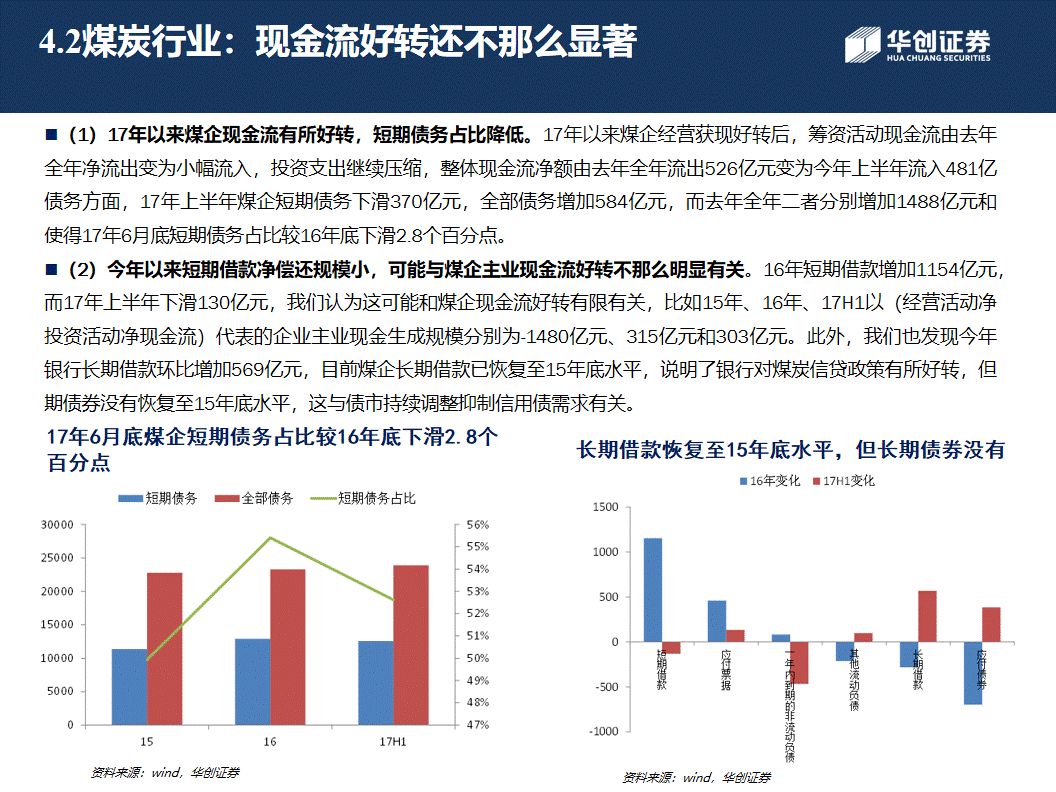 4.2煤炭行业：现金流好转还不那么显著
华创证券
HUA CHUANG SECURITIES
■（1）17年以来煤企现金流有所好转，短期债务占比降低。17年以来煤企经营获现好转后，筹资活动现金流由去年
全年净流出变为小幅流入，投资支出继续压缩，整体现金流净额由去年全年流出526亿元变为今年上半年流入481亿
债务方面，17年上半年煤企短期债务下滑370亿元，全部债务增加584亿元，而去年全年二者分别增加1488亿元和
使得17年6月底短期债务占比较16年底下滑2.8个百分点。
■（2）今年以来短期借款净偿还规模小，可能与煤企主业现金流好转不那么明显有关。16年短期借款增加1154亿元，
而17年上半年下滑130亿元，我们认为这可能和煤企现金流好转有限有关，比如15年、16年、17H1以（经营活动净
投资活动净现金流）代表的企业主业现金生成规模分别为-1480亿元、315亿元和303亿元。此外，我们也发现今年
银行长期借款环比增加569亿元，目前煤企长期借款已恢复至15年底水平，说明了银行对煤炭信贷政策有所好转，但
期债券没有恢复至15年底水平，这与债市持续调整抑制信用债需求有关。
17年6月底煤企短期债务占比较16年底下滑2.8个
百分点
短期债务 全部债务 短期债务占比
30000
25000
20000
15000
10000
5000
0
56%
55%
54%
53%
52%
51%
50%
49%
48%
47%
15 16 17H1
资料来源：wind，华创证券
长期借款恢复至15年底水平，但长期债券没有
16年变化 17H1变化
1500
1000
500
0
-500
-1000
短期借款
应付票据
一年内到期的非流动负债
其他流动负债
长期借款
应付债券
资料来源：wind，华创证券